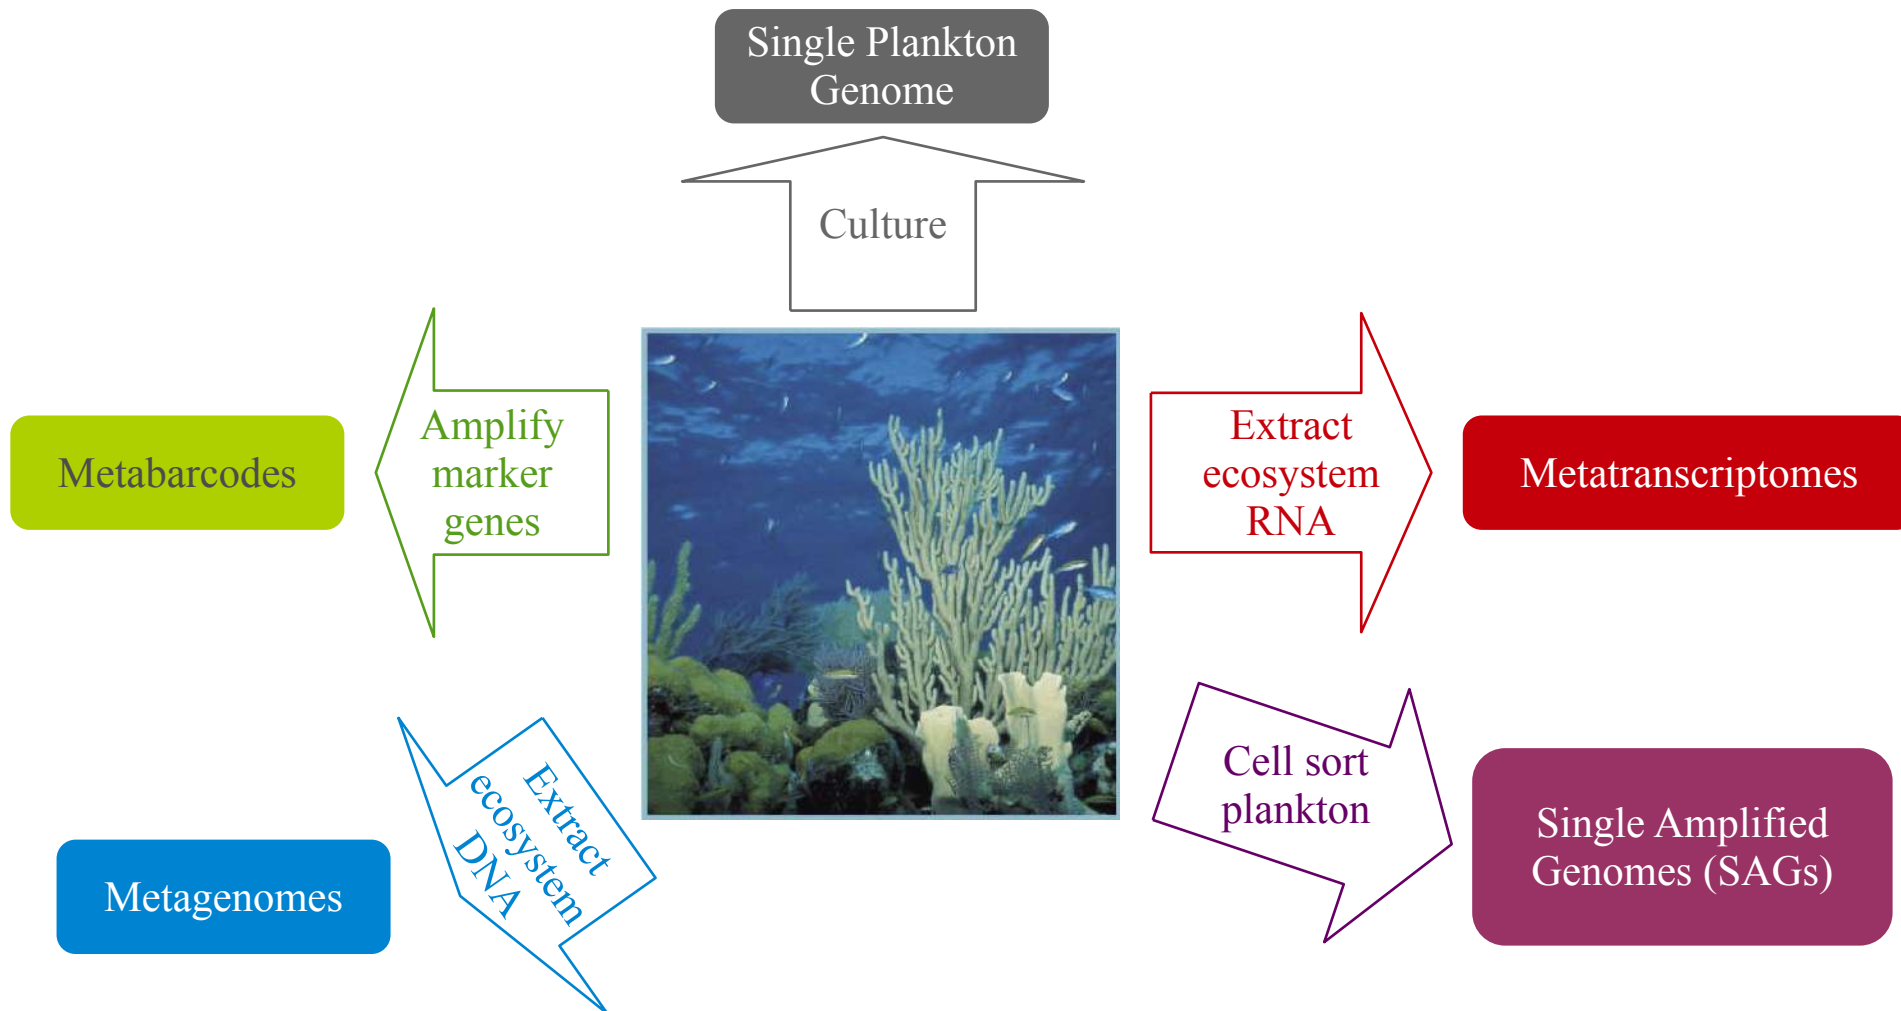 Single Plankton
Genome
Culture
Amplify
marker
genes
Metabarcodes
Extract
ecosystem
RNA
Metatranscriptomes
Extract
ecosystem
DNA
Metagenomes
Cell sort
plankton
Single Amplified
Genomes (SAGs)